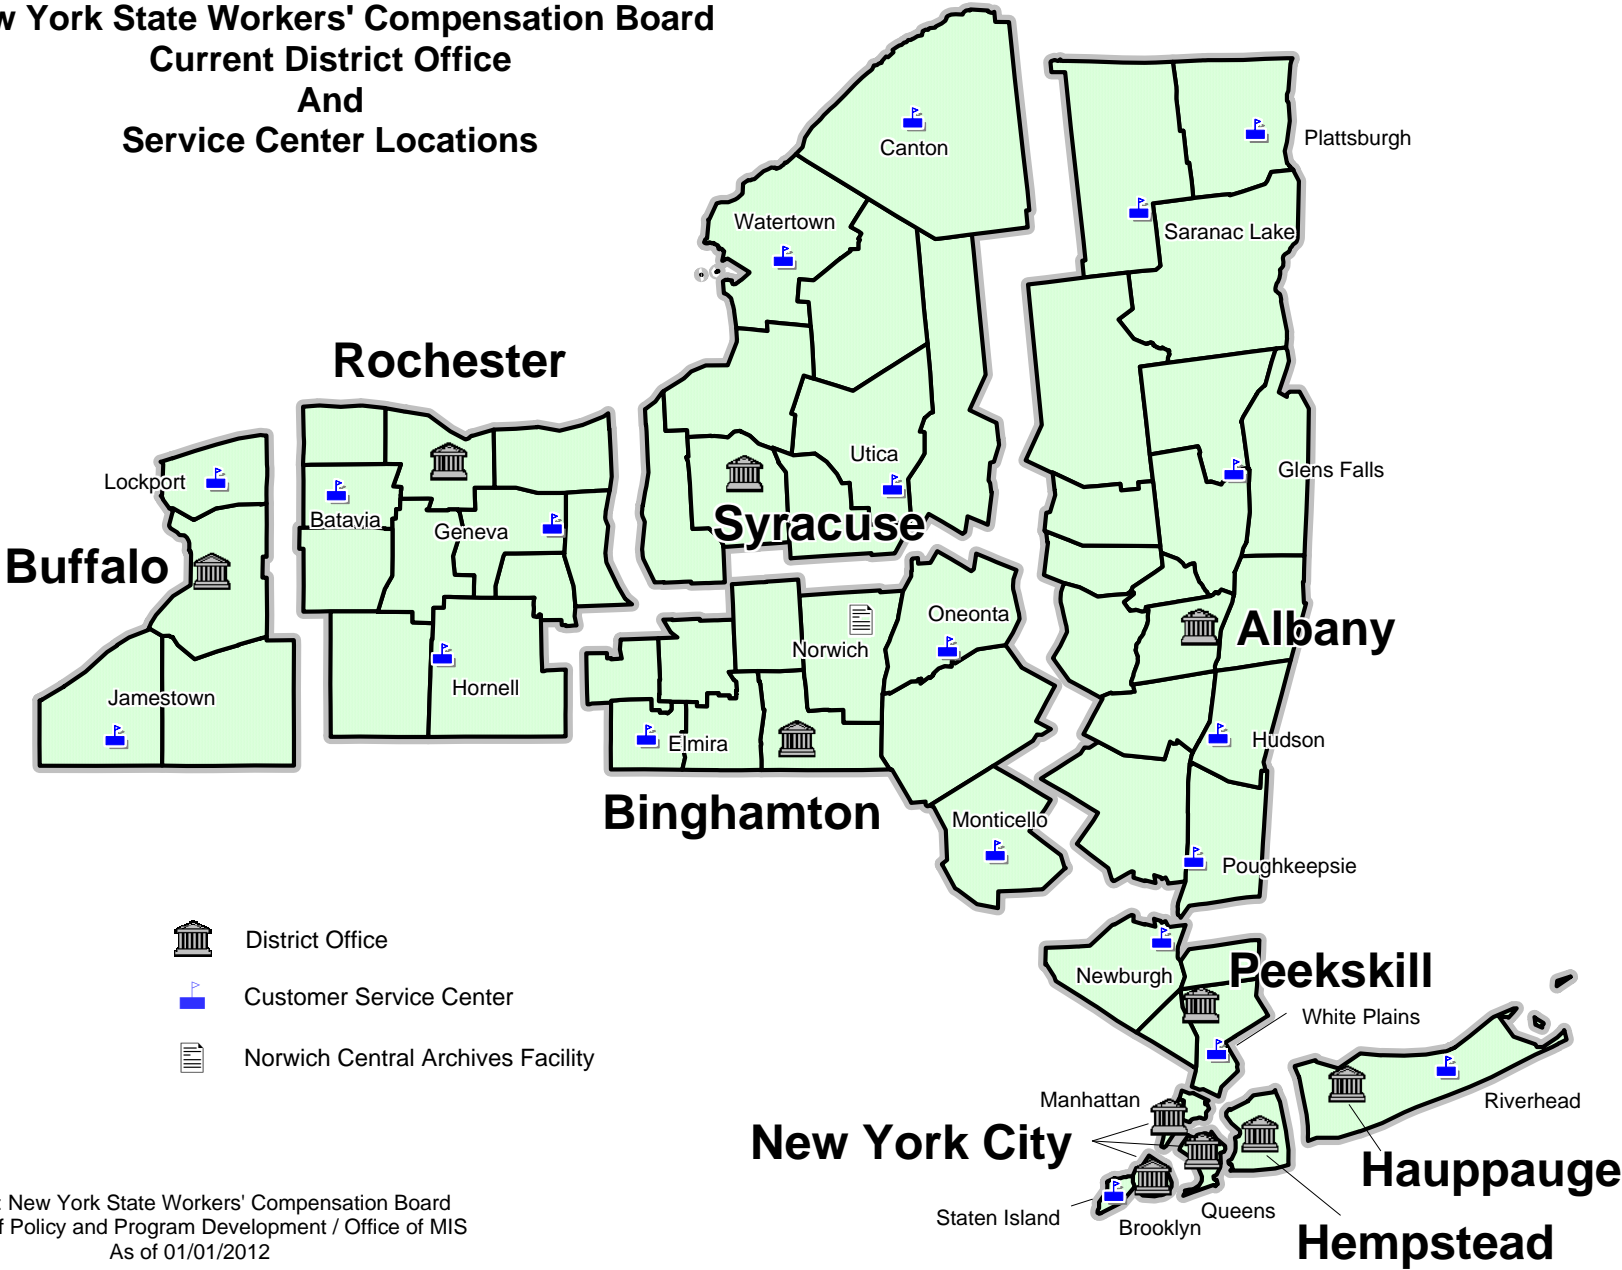 w York State Workers' Compensation Board
Current District Office
And
Service Center Locations
Canton
Plattsburgh
Watertown
Saranac Lake
Rochester
Utica
Glens Falls
Lockport
Batavia
Geneva
Syracuse
Buffalo
Oneonta
Albany
Norwich
Hornell
Jamestown
Elmira
Hudson
Binghamton
Monticello
Poughkeepsie
District Office
Customer Service Center
Norwich Central Archives Facility
Peekskill
Newburgh
White Plains
Manhattan
Riverhead
New York City
Hauppauge
Staten Island
Queens
Brooklyn
Hempstead
: New York State Workers' Compensation Board
f Policy and Program Development / Office of MIS
As of 01/01/2012